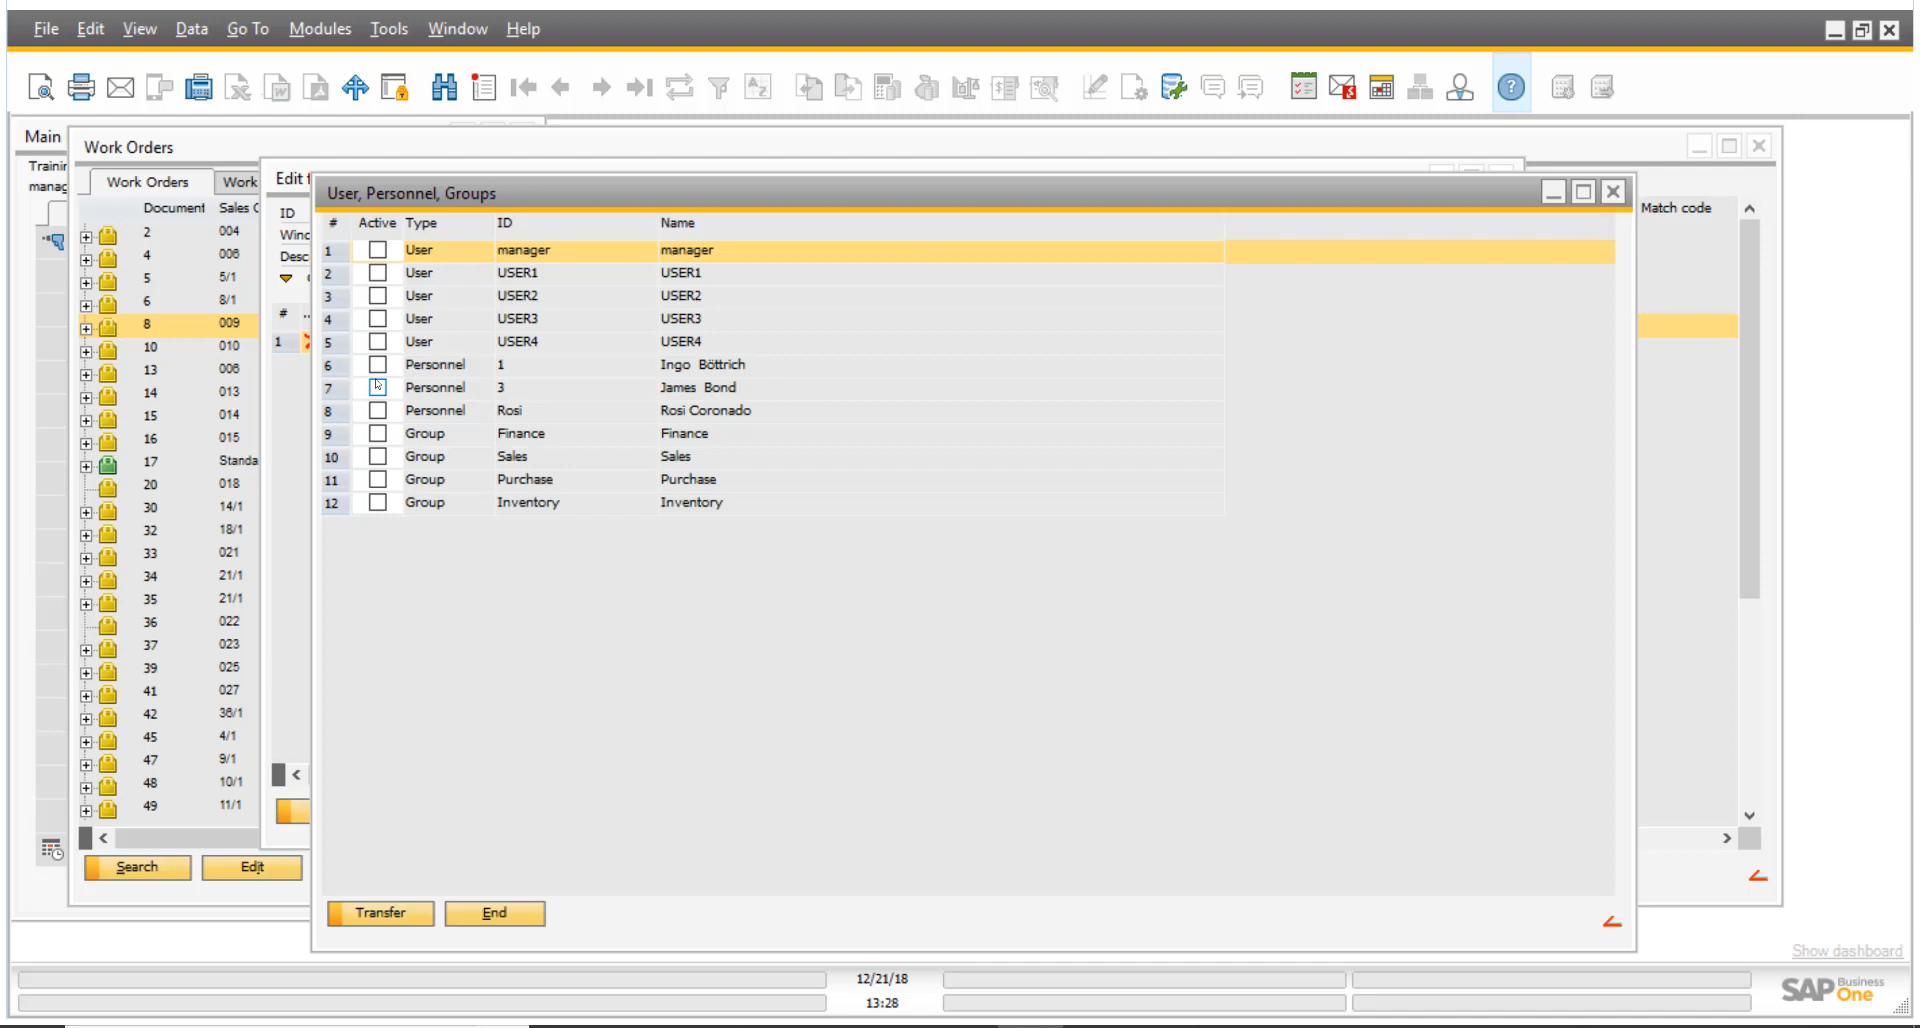 File Edit View Data Go To Modules Tools Window Help
Main
Work Orders
Work Orders Work
Document Sales
Match code
2 004
4 006
5 5/1
6 8/1
8 009
10 010
13 006
14 013
15 014
16 015
17 Standa
20 018
30 14/1
32 18/1
33 021
34 21/1
35 21/1
36 022
37 023
39 025
41 027
42 36/1
45 4/1
47 9/1
48 10/1
49 11/1
Search Edit
Edit
ID
#
1
User, Personnel, Groups
# Active Type ID Name
1 User manager manager
2 User USER1 USER1
3 User USER2 USER2
4 User USER3 USER3
5 User USER4 USER4
6 Personnel 1 Ingo Böttrich
7 Personnel 3 James Bond
8 Personnel Rosi Rosi Coronado
9 Group Finance Finance
10 Group Sales Sales
11 Group Purchase Purchase
12 Group Inventory Inventory
Transfer End
Show dashboard
12/21/18
13:28
SAP Business One